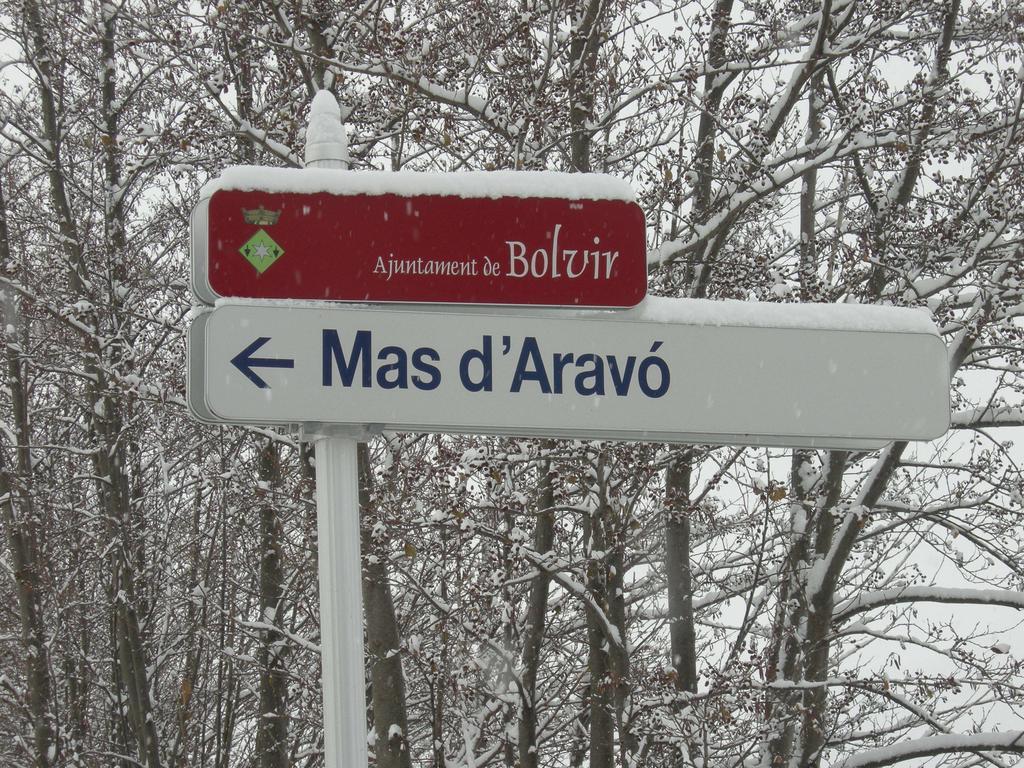 Ajuntament de Bolvir
← Mas d'Aravó